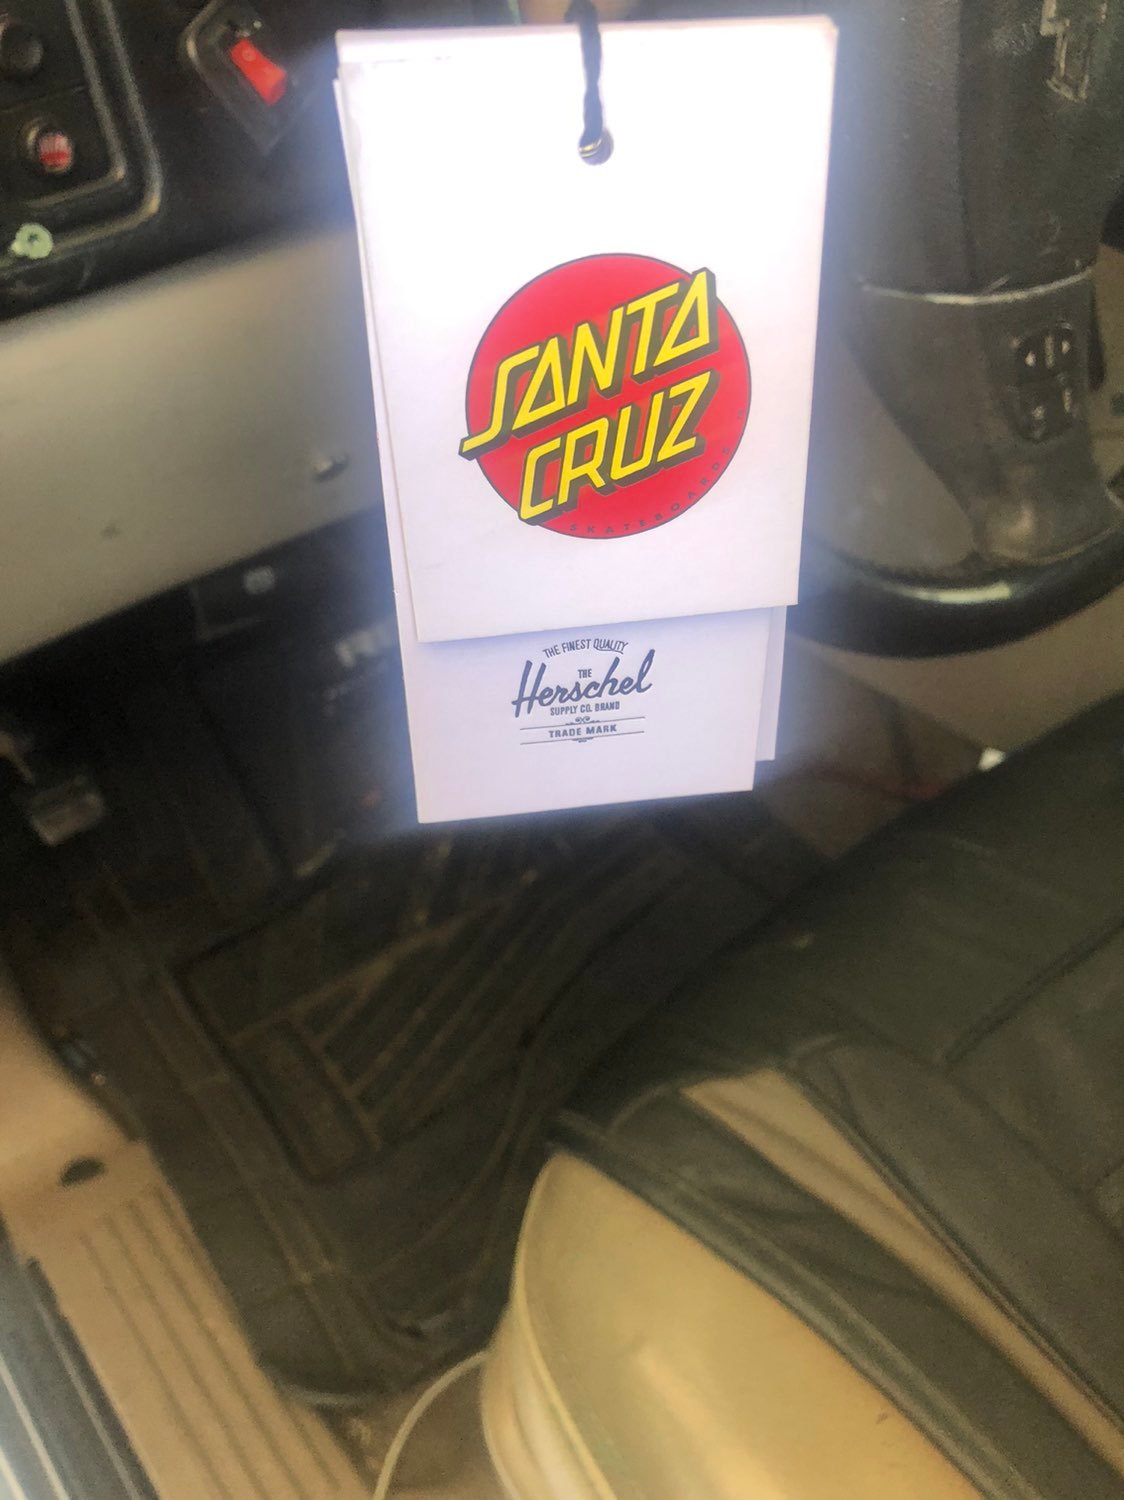 SANTA
CRUZ
SKATEBOARDS
THE FINEST QUALITY
THE
Herschel
SUPPLY CO. BRAND
TRADE MARK